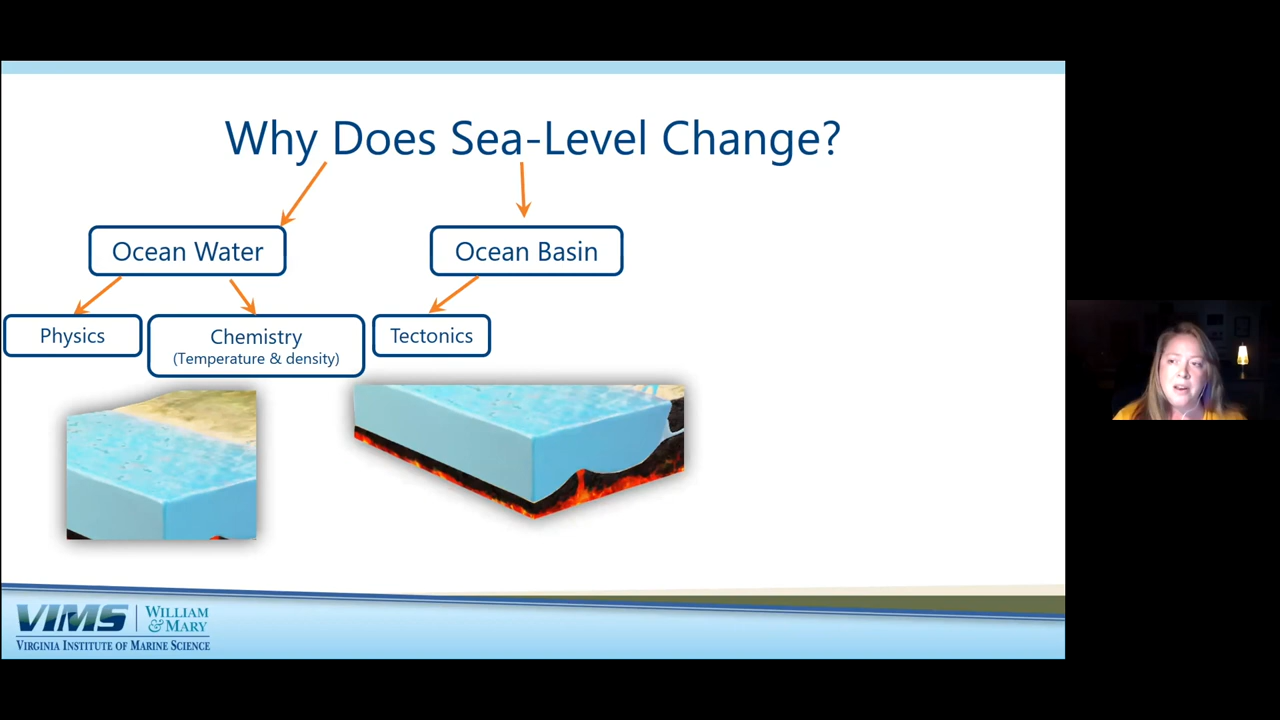 Why Does Sea-Level Change?
Ocean Water
Ocean Basin
Physics
Chemistry
(Temperature & density)
Tectonics
VIMS
WILLIAM
& MARY
VIRGINIA INSTITUTE OF MARINE SCIENCE